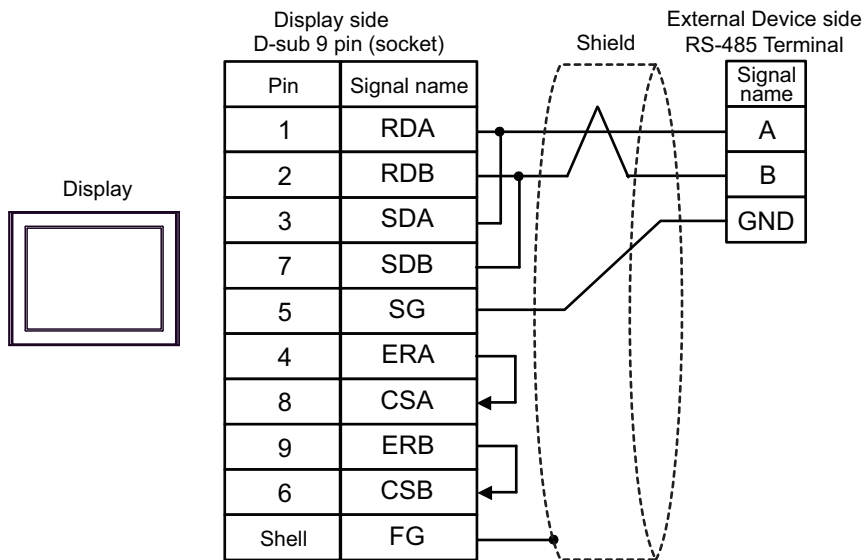 Display side
D-sub 9 pin (socket)
Shield
External Device side
RS-485 Terminal
Pin Signal name
Signal
name
1 RDA
A
2 RDB
B
Display
3 SDA
GND
7 SDB
5 SG
4 ERA
8 CSA
9 ERB
6 CSB
Shell FG